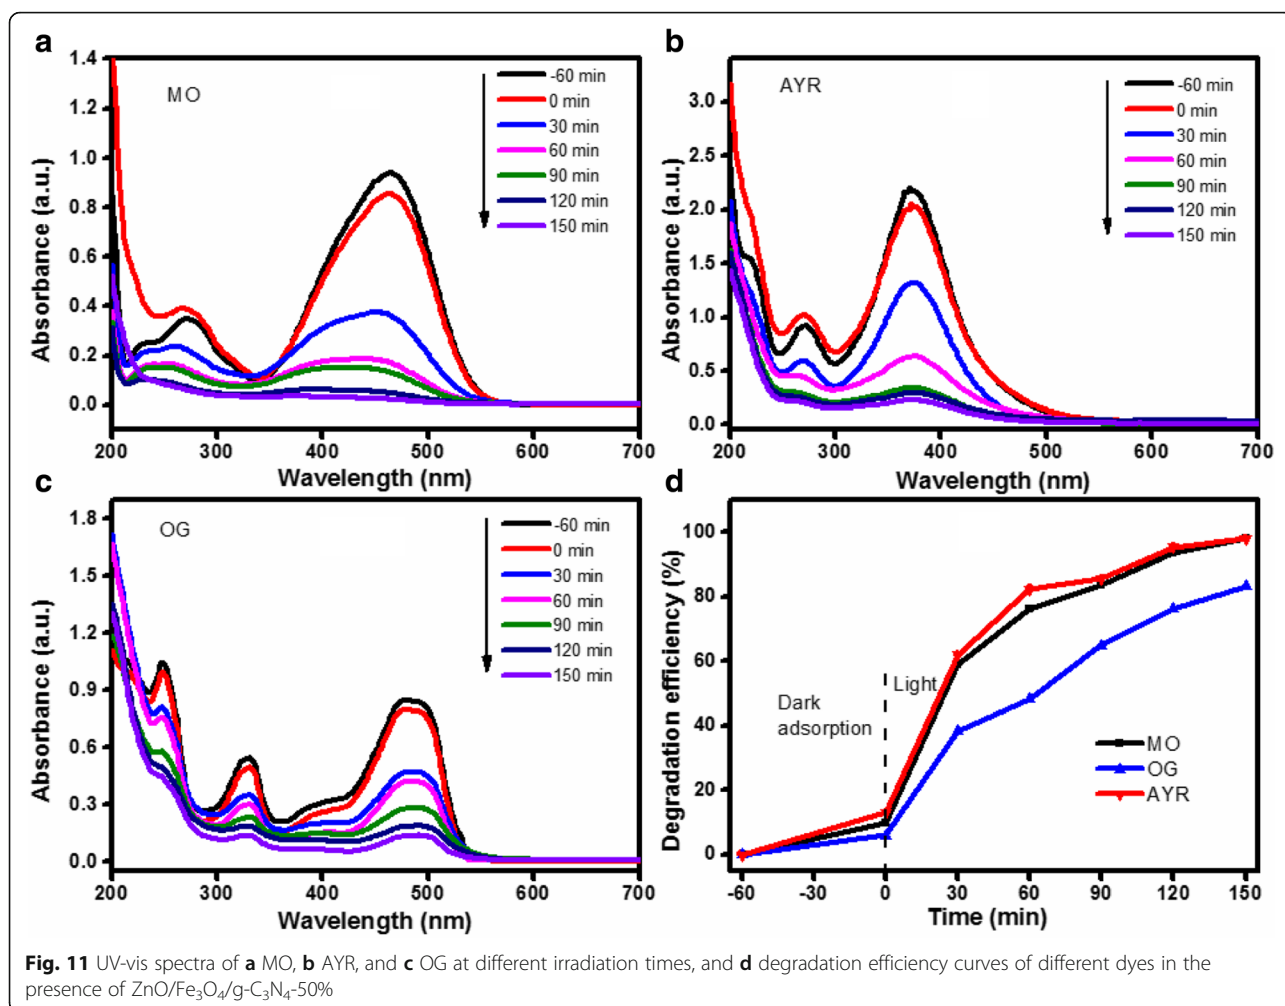 a
MO
-60 min
0 min
30 min
60 min
90 min
120 min
150 min
1.4
1.2
1.0
0.8
0.6
0.4
0.2
0.0
Absorbance (a.u.)
200 300 400 500 600 700
Wavelength (nm)
b
AYR
-60 min
0 min
30 min
60 min
90 min
120 min
150 min
3.0
2.5
2.0
1.5
1.0
0.5
0.0
Absorbance (a.u.)
200 300 400 500 600 700
Wavelength (nm)
c
OG
-60 min
0 min
30 min
60 min
90 min
120 min
150 min
1.8
1.5
1.2
0.9
0.6
0.3
0.0
Absorbance (a.u.)
200 300 400 500 600 700
Wavelength (nm)
d
100
80
60
40
20
0
Degradation efficiency (%)
Dark
adsorption
Light
MO
OG
AYR
-60 -30 0 30 60 90 120 150
Time (min)
Fig. 11 UV-vis spectra of a MO, b AYR, and c OG at different irradiation times, and d degradation efficiency curves of different dyes in the
presence of ZnO/Fe₃O₄/g-C₃N₄-50%